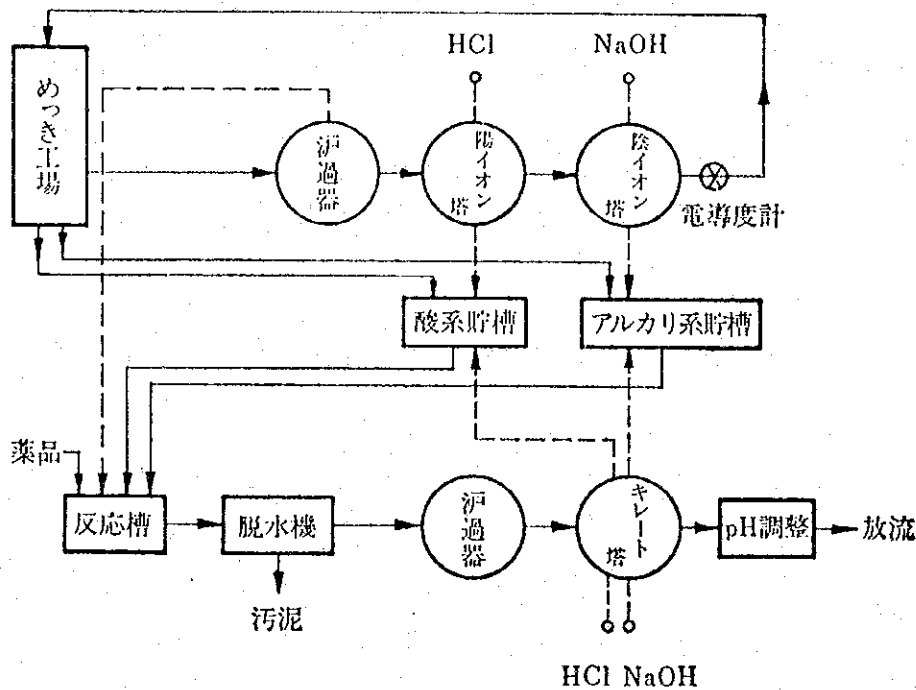 HCl
NaOH
めっき工場
沪過器
陽イオン塔
陰イオン塔
電導度計
酸系貯槽
アルカリ系貯槽
薬品
反応槽
脱水機
沪過器
キレート塔
pH調整
放流
汚泥
HCl NaOH